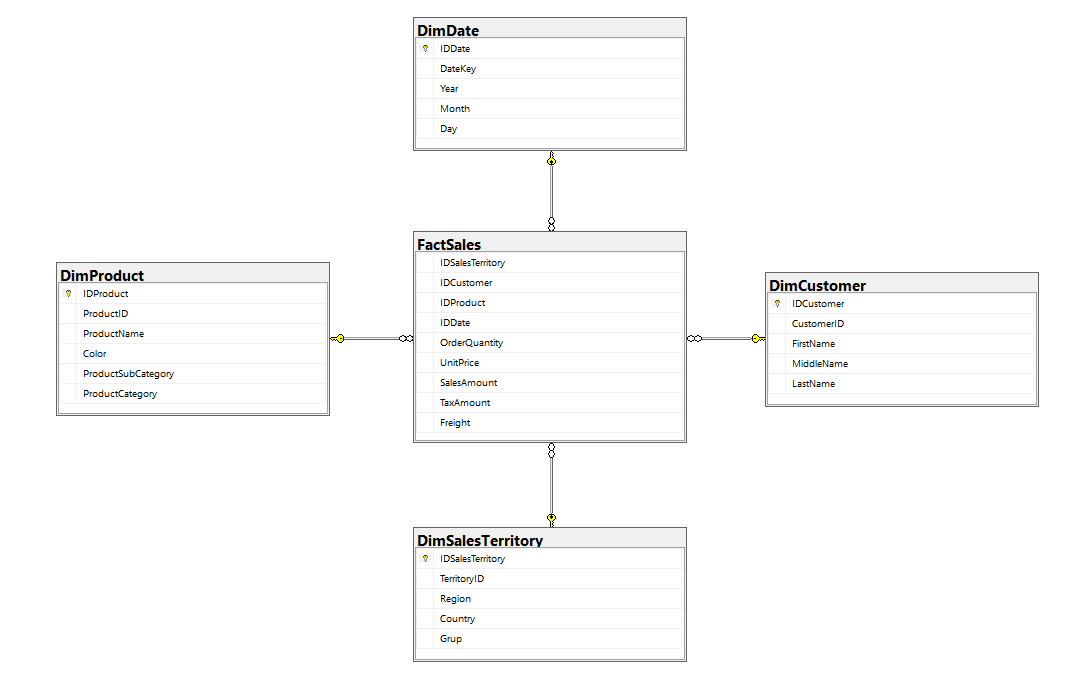 DimDate
IDDate
DateKey
Year
Month
Day
DimProduct
IDProduct
ProductID
ProductName
Color
ProductSubCategory
ProductCategory
FactSales
IDSalesTerritory
IDCustomer
IDProduct
IDDate
OrderQuantity
UnitPrice
SalesAmount
TaxAmount
Freight
DimCustomer
IDCustomer
CustomerID
FirstName
MiddleName
LastName
DimSalesTerritory
IDSalesTerritory
TerritoryID
Region
Country
Grup